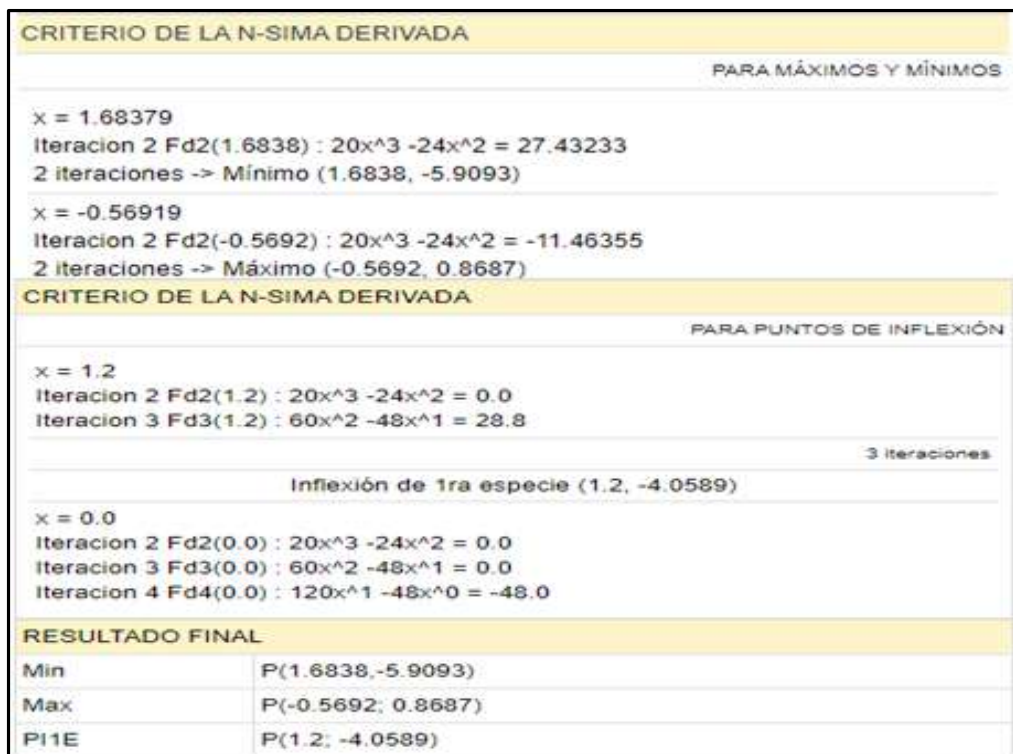 CRITERIO DE LA N-SIMA DERIVADA
PARA MÁXIMOS Y MÍNIMOS
x = 1.68379
Iteracion 2 Fd2(1.6838) : 20x^3 -24x^2 = 27.43233
2 iteraciones -> Mínimo (1.6838, -5.9093)
x = -0.56919
Iteracion 2 Fd2(-0.5692) : 20x^3 -24x^2 = -11.46355
2 iteraciones -> Máximo (-0.5692, 0.8687)
CRITERIO DE LA N-SIMA DERIVADA
PARA PUNTOS DE INFLEXIÓN
x = 1.2
Iteracion 2 Fd2(1.2) : 20x^3 -24x^2 = 0.0
Iteracion 3 Fd3(1.2) : 60x^2 -48x^1 = 28.8
3 iteraciones
Inflexión de 1ra especie (1.2, -4.0589)
x = 0.0
Iteracion 2 Fd2(0.0) : 20x^3 -24x^2 = 0.0
Iteracion 3 Fd3(0.0) : 60x^2 -48x^1 = 0.0
Iteracion 4 Fd4(0.0) : 120x^1 -48x^0 = -48.0
RESULTADO FINAL
Min P(1.6838,-5.9093)
Max P(-0.5692; 0.8687)
PI1E P(1.2; -4.0589)